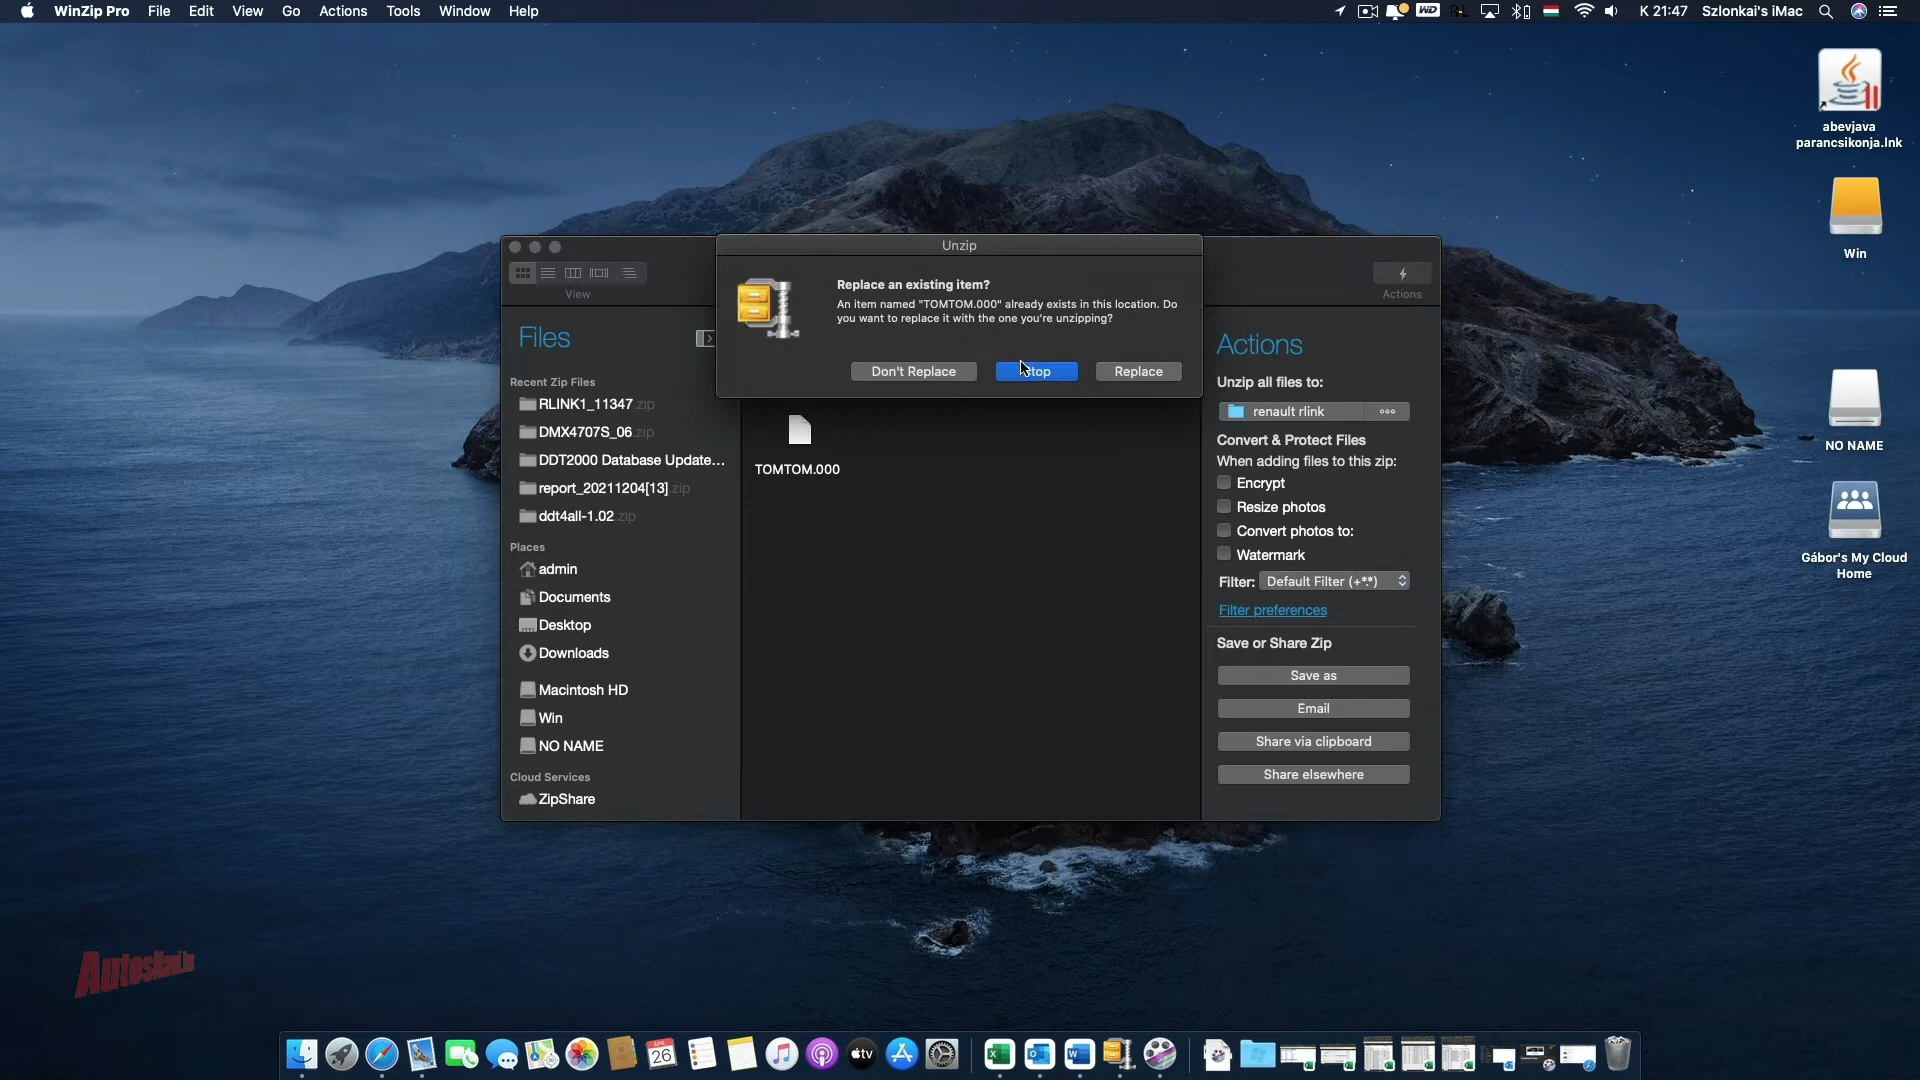 WinZip Pro File Edit View Go Actions Tools Window Help
WD
K 21:47 Szlonkai's iMac
abevjava
parancsikonja.lnk
Win
NO NAME
Gábor's My Cloud
Home
Unzip
Replace an existing item?
An item named "TOMTOM.000" already exists in this location. Do
you want to replace it with the one you're unzipping?
Don't Replace
Replace
View
Actions
Files
Recent Zip Files
RLINK1_11347.zip
DMX4707S_06.zip
DDT2000 Database Update...
report_20211204[13].zip
ddt4all-1.02.zip
Places
admin
Documents
Desktop
Downloads
Macintosh HD
Win
NO NAME
Cloud Services
ZipShare
TOMTOM.000
Actions
Unzip all files to:
renault rlink
Convert & Protect Files
When adding files to this zip:
Encrypt
Resize photos
Convert photos to:
Watermark
Filter: Default Filter (+*.*)
Filter preferences
Save or Share Zip
Save as
Email
Share via clipboard
Share elsewhere
26
tv